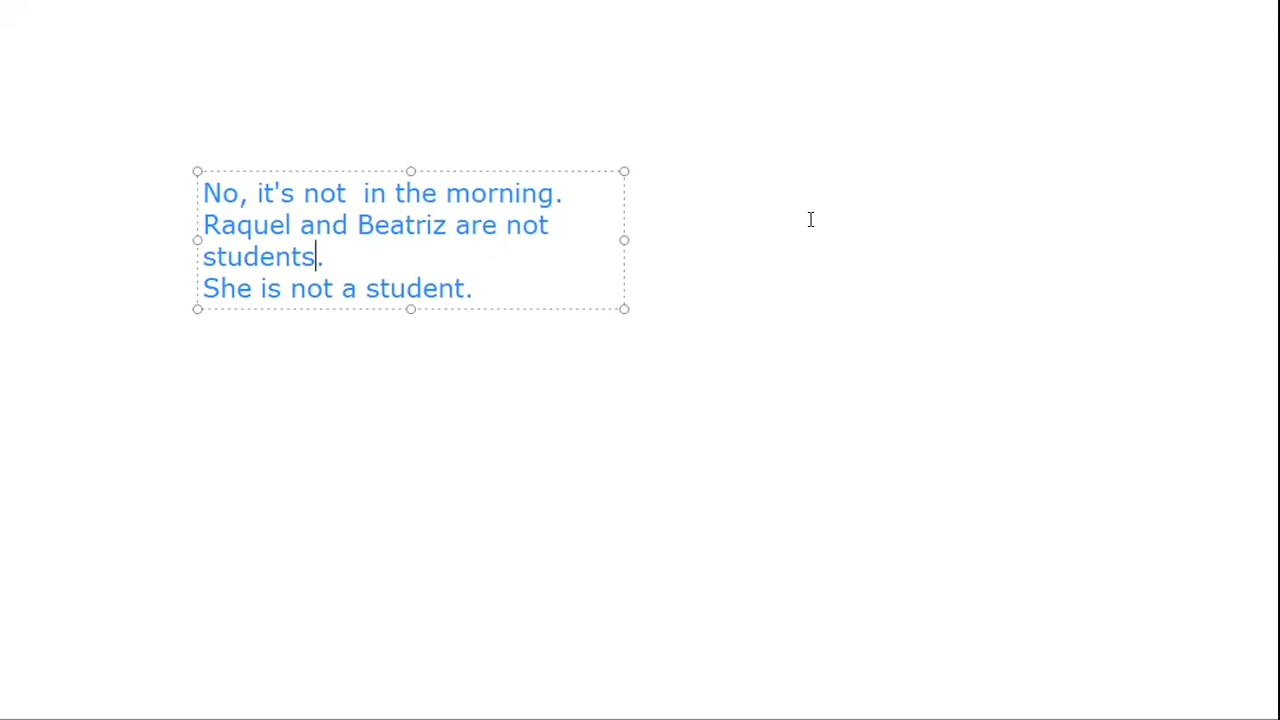 No, it's not  in the morning.
Raquel and Beatriz are not
students.
She is not a student.